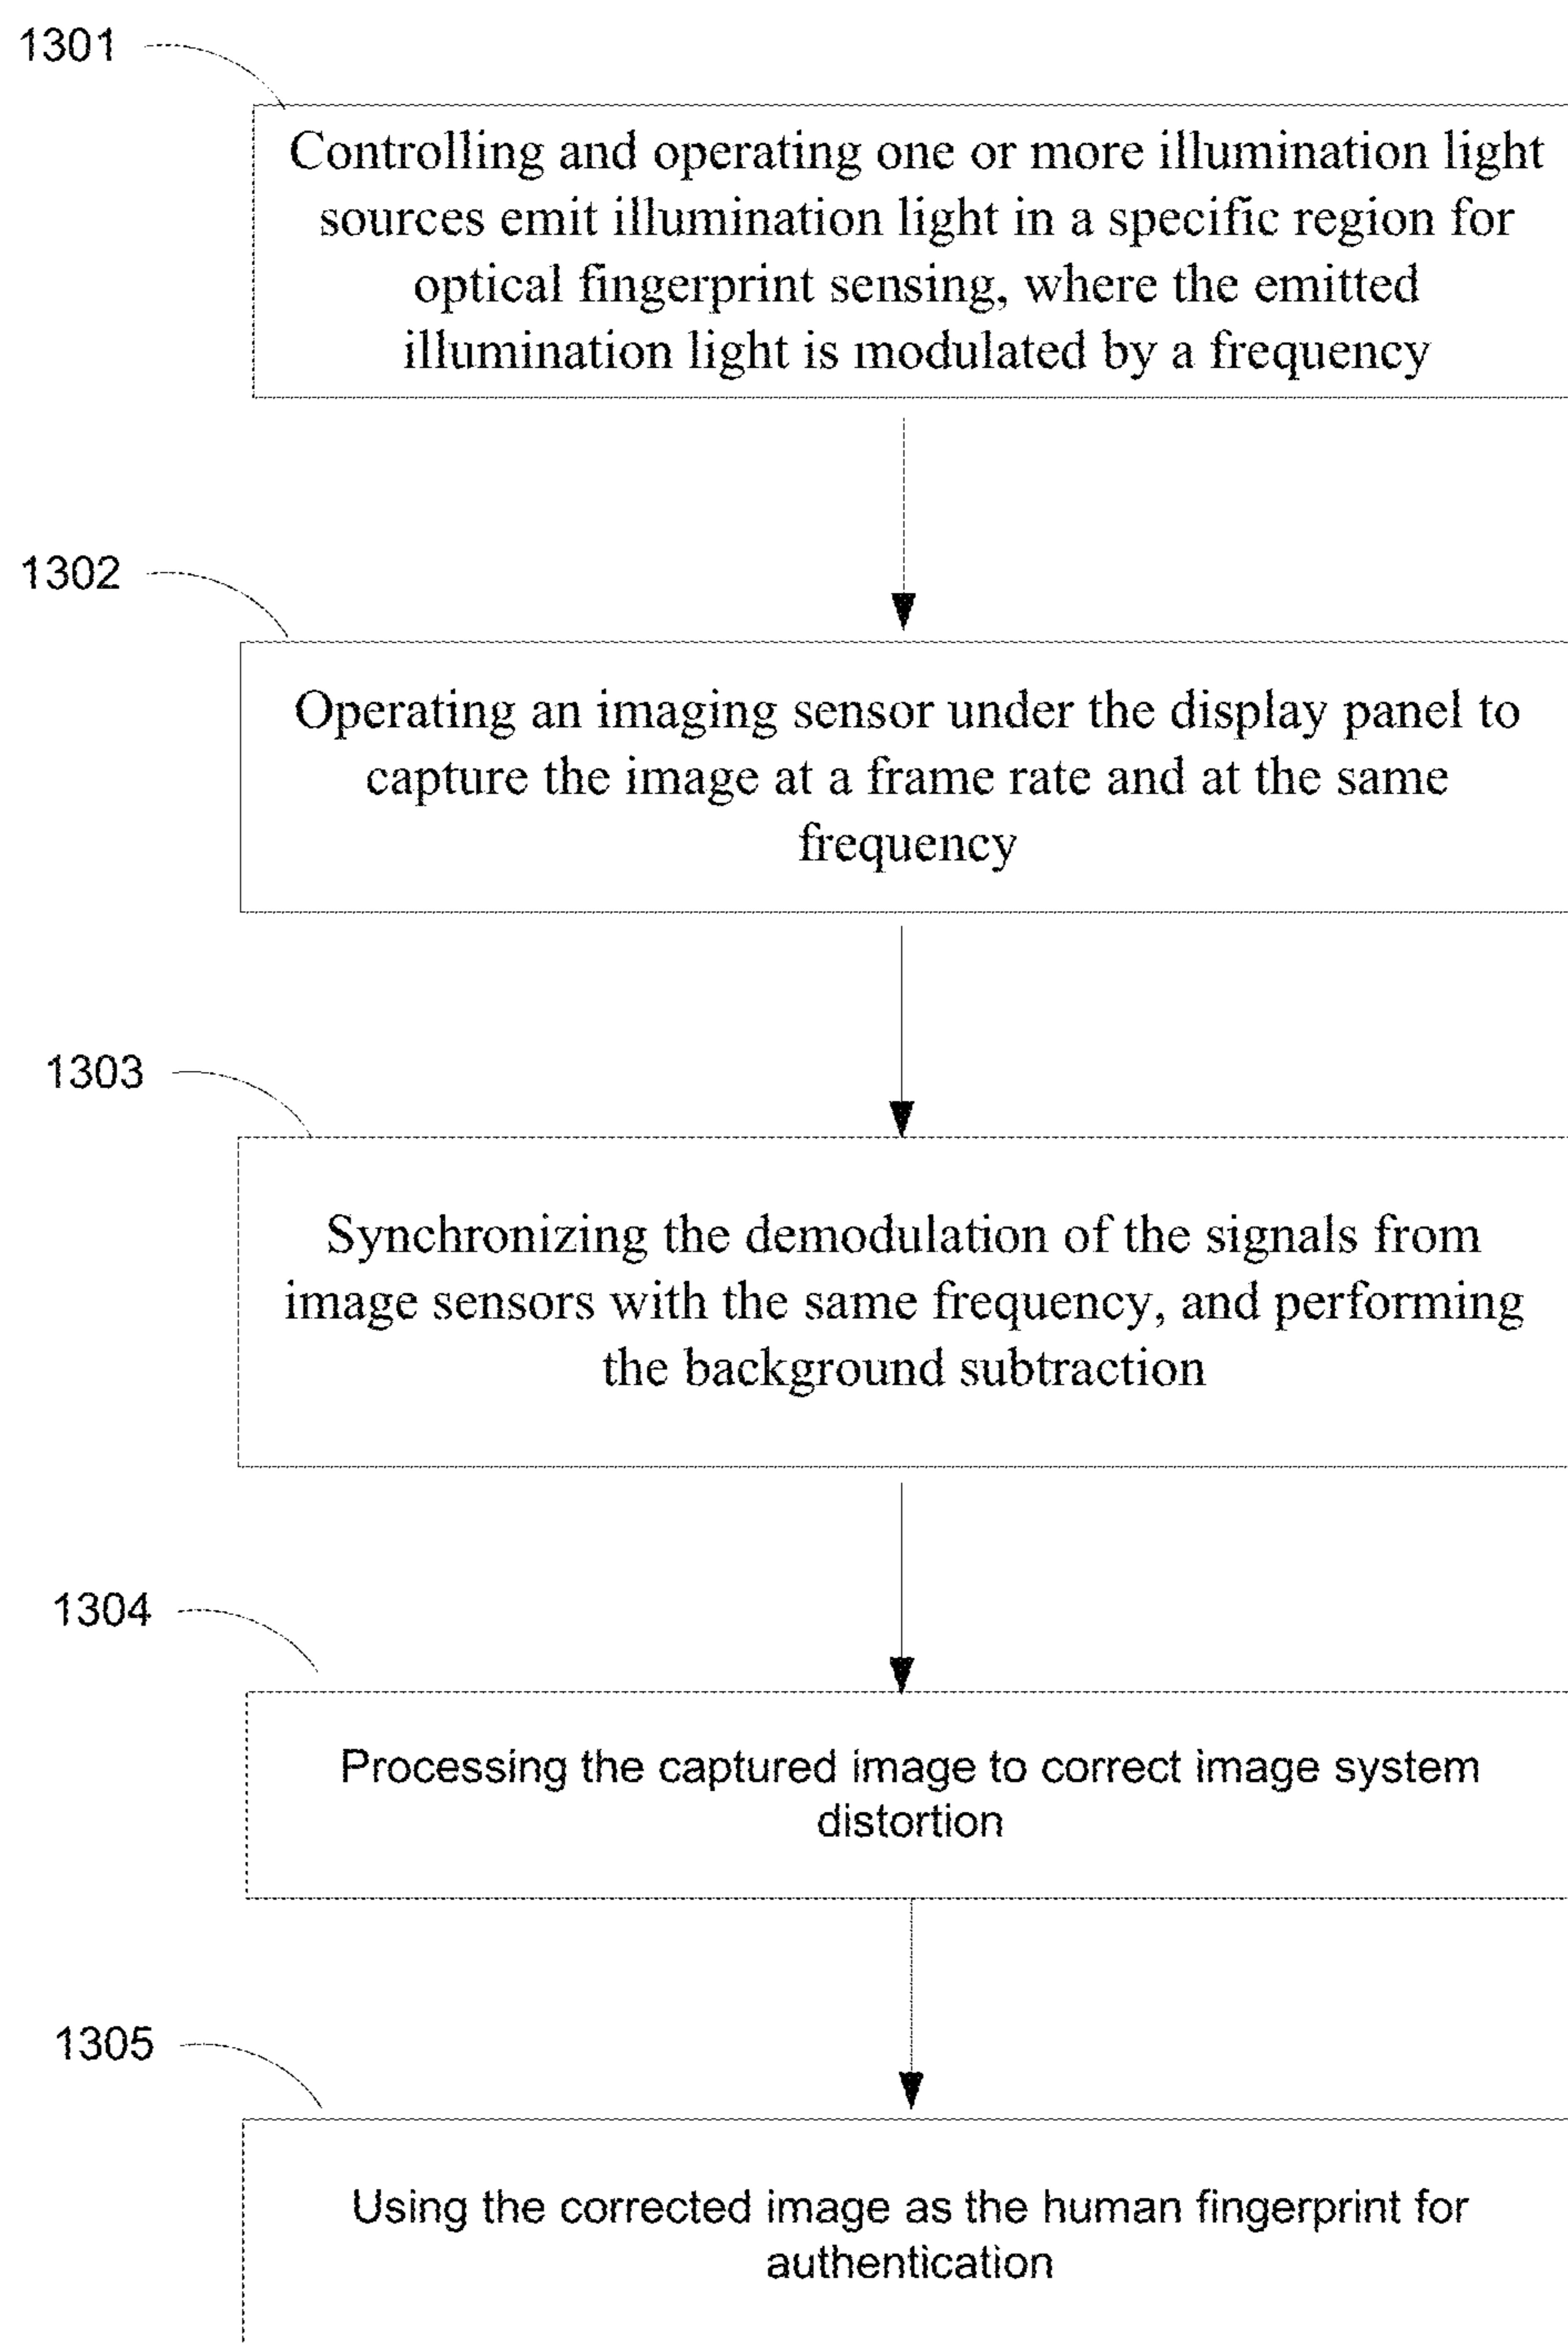 1301
Controlling and operating one or more illumination light
sources emit illumination light in a specific region for
optical fingerprint sensing, where the emitted
illumination light is modulated by a frequency
1302
Operating an imaging sensor under the display panel to
capture the image at a frame rate and at the same
frequency
1303
Synchronizing the demodulation of the signals from
image sensors with the same frequency, and performing
the background subtraction
1304
Processing the captured image to correct image system
distortion
1305
Using the corrected image as the human fingerprint for
authentication